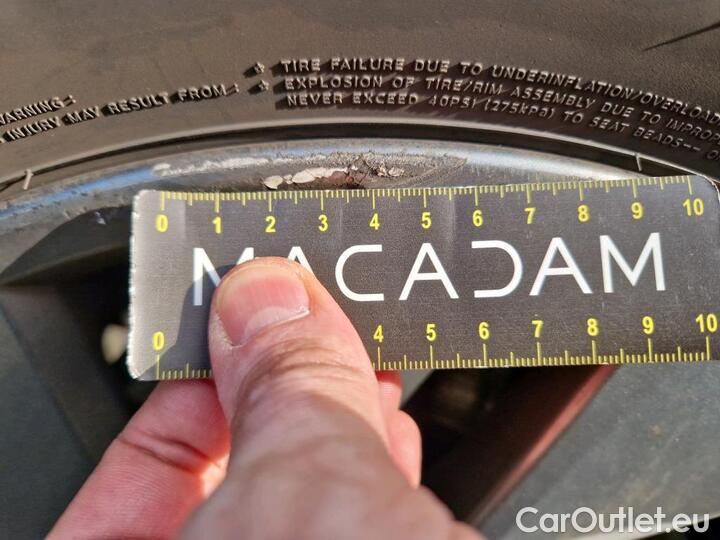 WARNING:
INJURY MAY RESULT FROM:
* TIRE FAILURE DUE TO UNDERINFLATION/OVERLOAD
* EXPLOSION OF TIRE/RIM ASSEMBLY DUE TO IMPROP
NEVER EXCEED 40PSI (275kPa) TO SEAT BEADS--
0 1 2 3 4 5 6 7 8 9 10
MACADAM
0 4 5 6 7 8 9 10
CarOutlet.eu